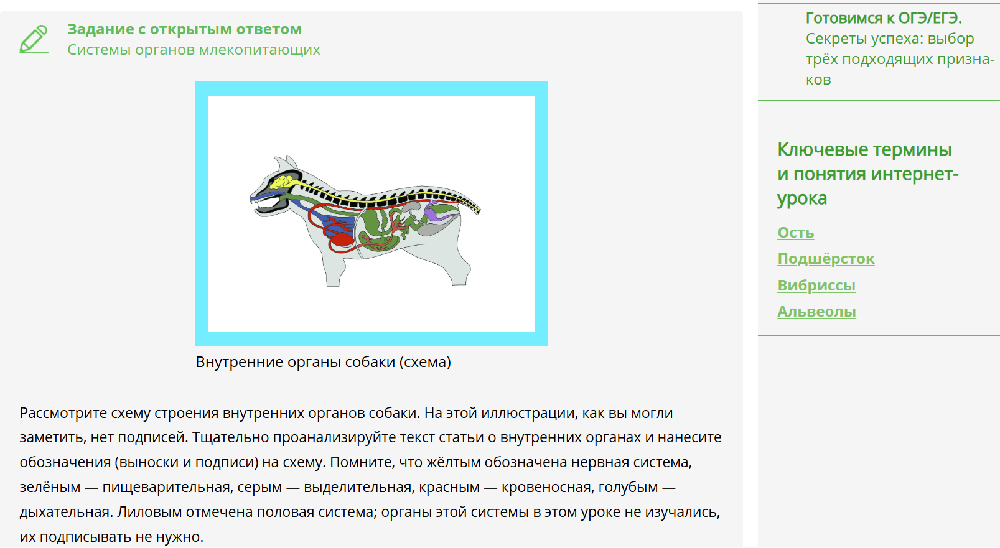 Задание с открытым ответом
Системы органов млекопитающих
Внутренние органы собаки (схема)
Рассмотрите схему строения внутренних органов собаки. На этой иллюстрации, как вы могли
заметить, нет подписей. Тщательно проанализируйте текст статьи о внутренних органах и нанесите
обозначения (выноски и подписи) на схему. Помните, что жёлтым обозначена нервная система,
зелёным — пищеварительная, серым — выделительная, красным — кровеносная, голубым —
дыхательная. Лиловым отмечена половая система; органы этой системы в этом уроке не изучались,
их подписывать не нужно.
Готовимся к ОГЭ/ЕГЭ.
Секреты успеха: выбор
трёх подходящих призна-
ков
Ключевые термины
и понятия интернет-
урока
Ость
Подшёрсток
Вибриссы
Альвеолы